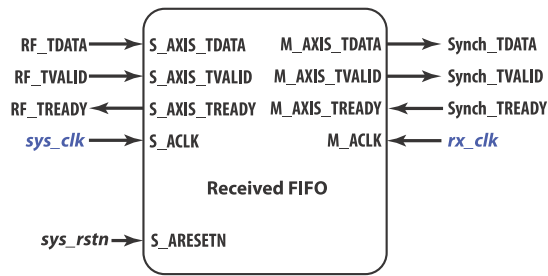 RF_TDATA S_AXIS_TDATA M_AXIS_TDATA Synch_TDATA
RF_TVALID S_AXIS_TVALID M_AXIS_TVALID Synch_TVALID
RF_TREADY S_AXIS_TREADY M_AXIS_TREADY Synch_TREADY
sys_clk S_ACLK M_ACLK rx_clk
Received FIFO
sys_rstn S_ARESETN